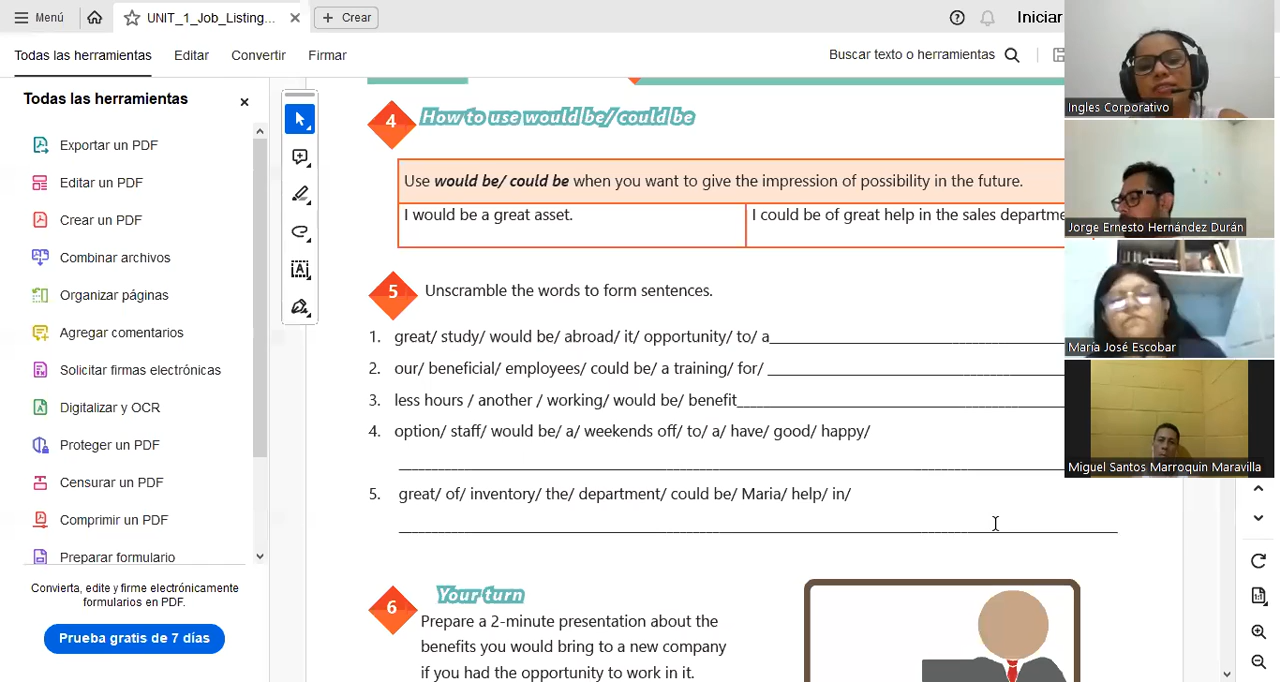 Menú
UNIT_1_Job_Listing...
Crear
Iniciar
Todas las herramientas
Editar
Convertir
Firmar
Buscar texto o herramientas
Todas las herramientas
Exportar un PDF
Editar un PDF
Crear un PDF
Combinar archivos
Organizar páginas
Agregar comentarios
Solicitar firmas electrónicas
Digitalizar y OCR
Proteger un PDF
Censurar un PDF
Comprimir un PDF
Preparar formulario
Convierta, edite y firme electrónicamente
formularios en PDF.
Prueba gratis de 7 días
4 How to use would be/ could be
Use would be/ could be when you want to give the impression of possibility in the future.
I would be a great asset.
I could be of great help in the sales departme
5 Unscramble the words to form sentences.
1. great/ study/ would be/ abroad/ it/ opportunity/ to/ a
2. our/ beneficial/ employees/ could be/ a training/ for/
3. less hours / another / working/ would be/ benefit
4. option/ staff/ would be/ a/ weekends off/ to/ a/ have/ good/ happy/
5. great/ of/ inventory/ the/ department/ could be/ Maria/ help/ in/
6 Your turn
Prepare a 2-minute presentation about the
benefits you would bring to a new company
if you had the opportunity to work in it.
Ingles Corporativo
Jorge Ernesto Hernández Durán
María José Escobar
Miguel Santos Marroquin Maravilla